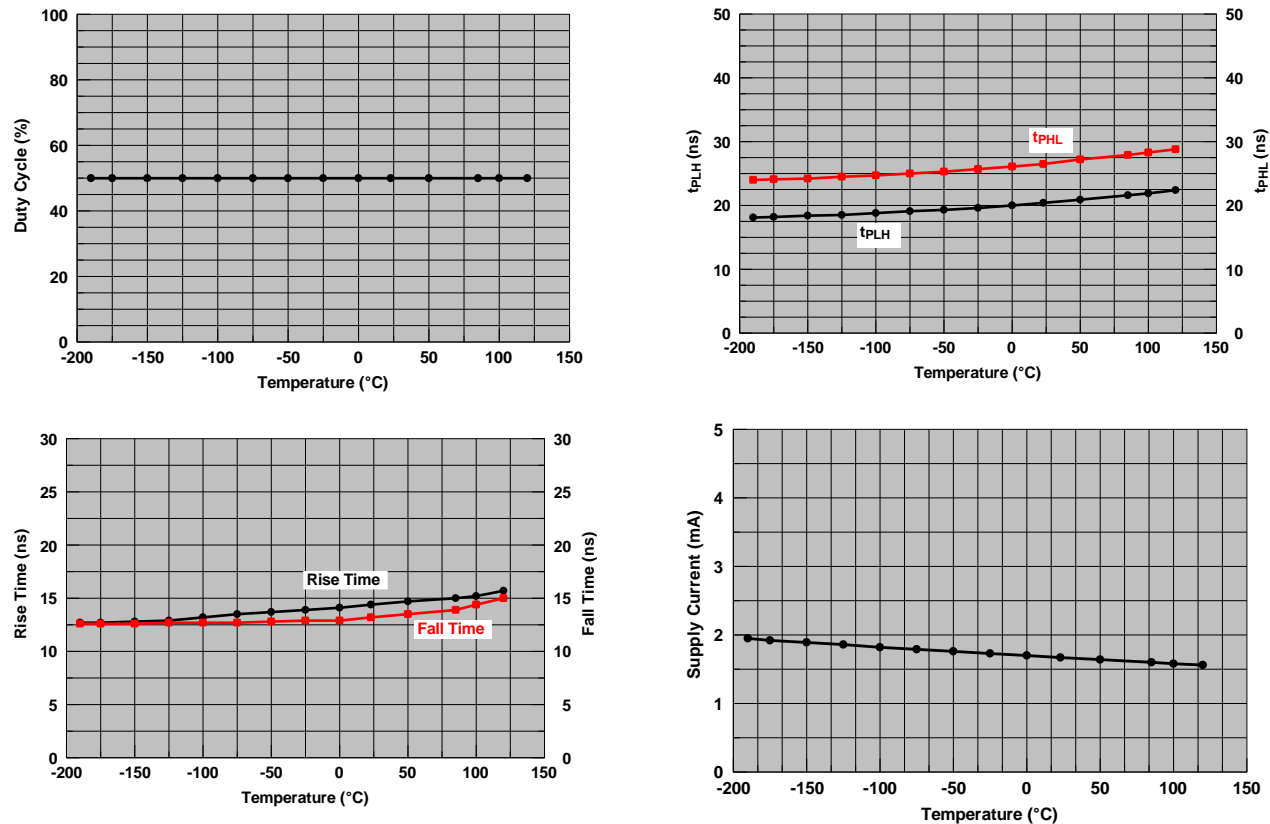 100
80
60
40
20
0
Duty Cycle (%)
-200 -150 -100 -50 0 50 100 150
Temperature (°C)
50 50
40 40
30 30
20 20
10 10
0 0
tPLH (ns)
tPHL (ns)
tPHL
tPLH
-200 -150 -100 -50 0 50 100 150
Temperature (°C)
30 30
25 25
20 20
15 15
10 10
5 5
0 0
Rise Time (ns)
Fall Time (ns)
Rise Time
Fall Time
-200 -150 -100 -50 0 50 100 150
Temperature (°C)
5
4
3
2
1
0
Supply Current (mA)
-200 -150 -100 -50 0 50 100 150
Temperature (°C)